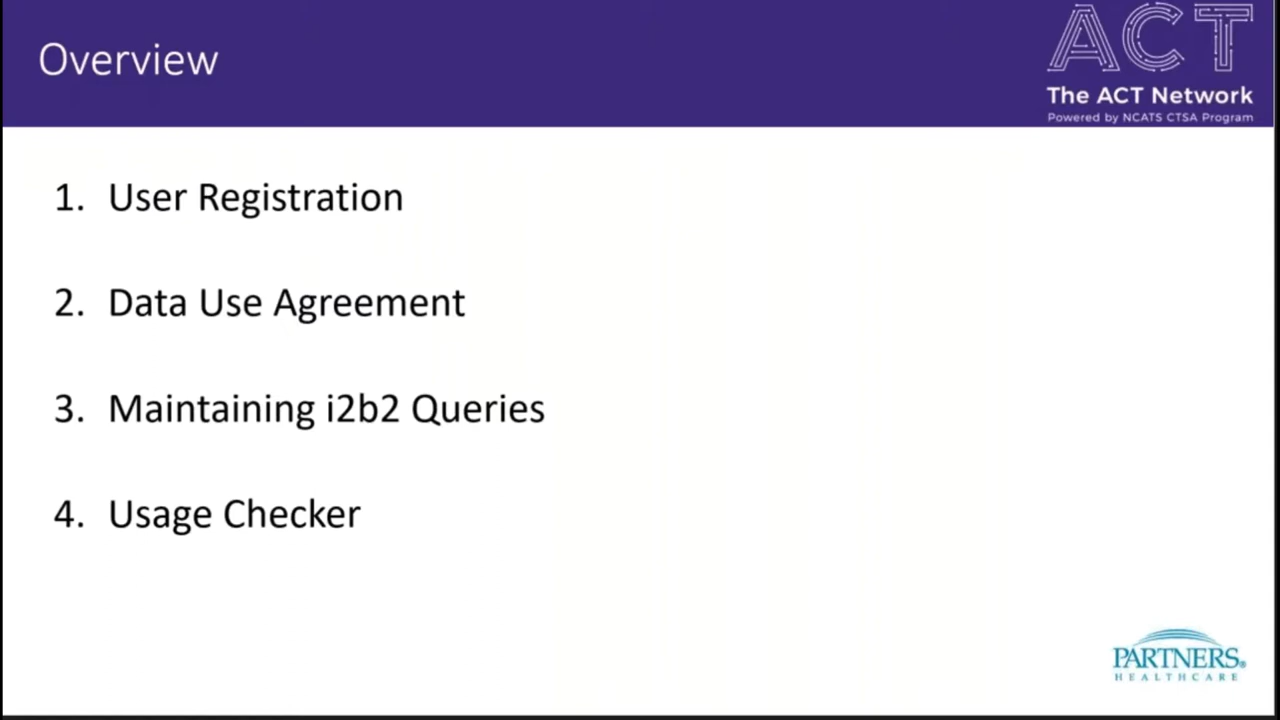 Overview
ACT
The ACT Network
Powered by NCATS CTSA Program
1. User Registration
2. Data Use Agreement
3. Maintaining i2b2 Queries
4. Usage Checker
PARTNERS®
HEALTHCARE